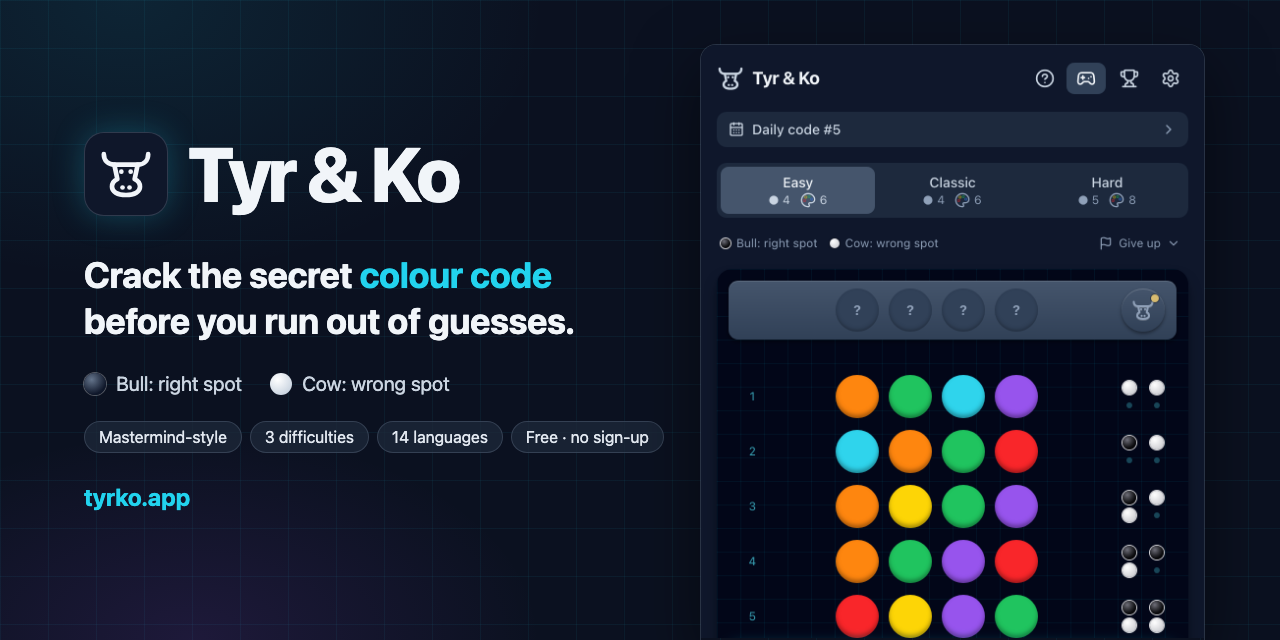 Tyr & Ko
Crack the secret colour code
before you run out of guesses.
Bull: right spot Cow: wrong spot
Mastermind-style 3 difficulties 14 languages Free · no sign-up
tyrko.app
Tyr & Ko
Daily code #5
Easy Classic Hard
4 6 4 6 5 8
Bull: right spot Cow: wrong spot Give up
? ? ? ?
1
2
3
4
5